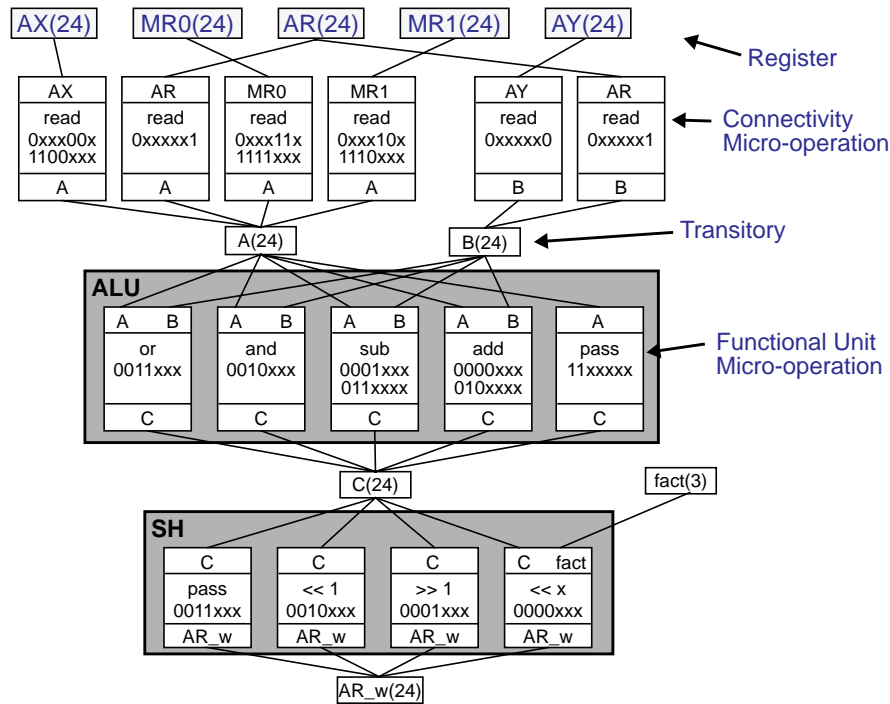 AX(24) MR0(24) AR(24) MR1(24) AY(24)
Register
AX AR MR0 MR1 AY AR
read read read read read read
0xxx00x 0xxxxx1 0xxx11x 0xxx10x 0xxxxx0 0xxxxx1
1100xxx 1111xxx 1110xxx
Connectivity
Micro-operation
A A A A B B
A(24) B(24)
Transitory
ALU
A B A B A B A B A
or and sub add pass
0011xxx 0010xxx 0001xxx 0000xxx 11xxxxx
011xxxx 010xxxx
Functional Unit
Micro-operation
C C C C C
C(24) fact(3)
SH
C C C C fact
pass << 1 >> 1 << x
0011xxx 0010xxx 0001xxx 0000xxx
AR_w AR_w AR_w AR_w
AR_w(24)